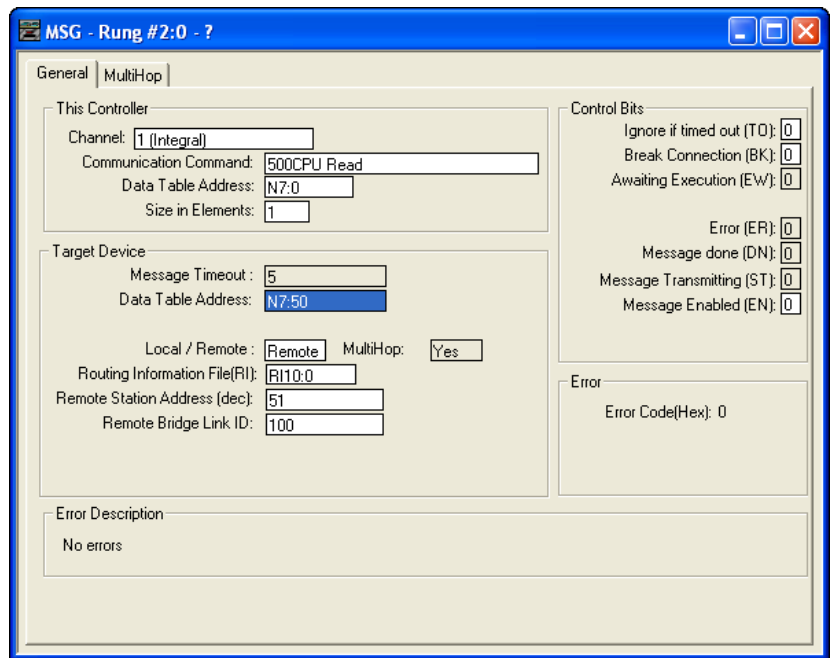 MSG - Rung #2:0 - ?
General
MultiHop
This Controller
Channel: 1 (Integral)
Communication Command: 500CPU Read
Data Table Address: N7:0
Size in Elements: 1
Target Device
Message Timeout : 5
Data Table Address: N7:50
Local / Remote : Remote MultiHop: Yes
Routing Information File(RI): RI10:0
Remote Station Address (dec): 51
Remote Bridge Link ID: 100
Control Bits
Ignore if timed out (TO): 0
Break Connection (BK): 0
Awaiting Execution (EW): 0
Error (ER): 0
Message done (DN): 0
Message Transmitting (ST): 0
Message Enabled (EN): 0
Error
Error Code(Hex): 0
Error Description
No errors